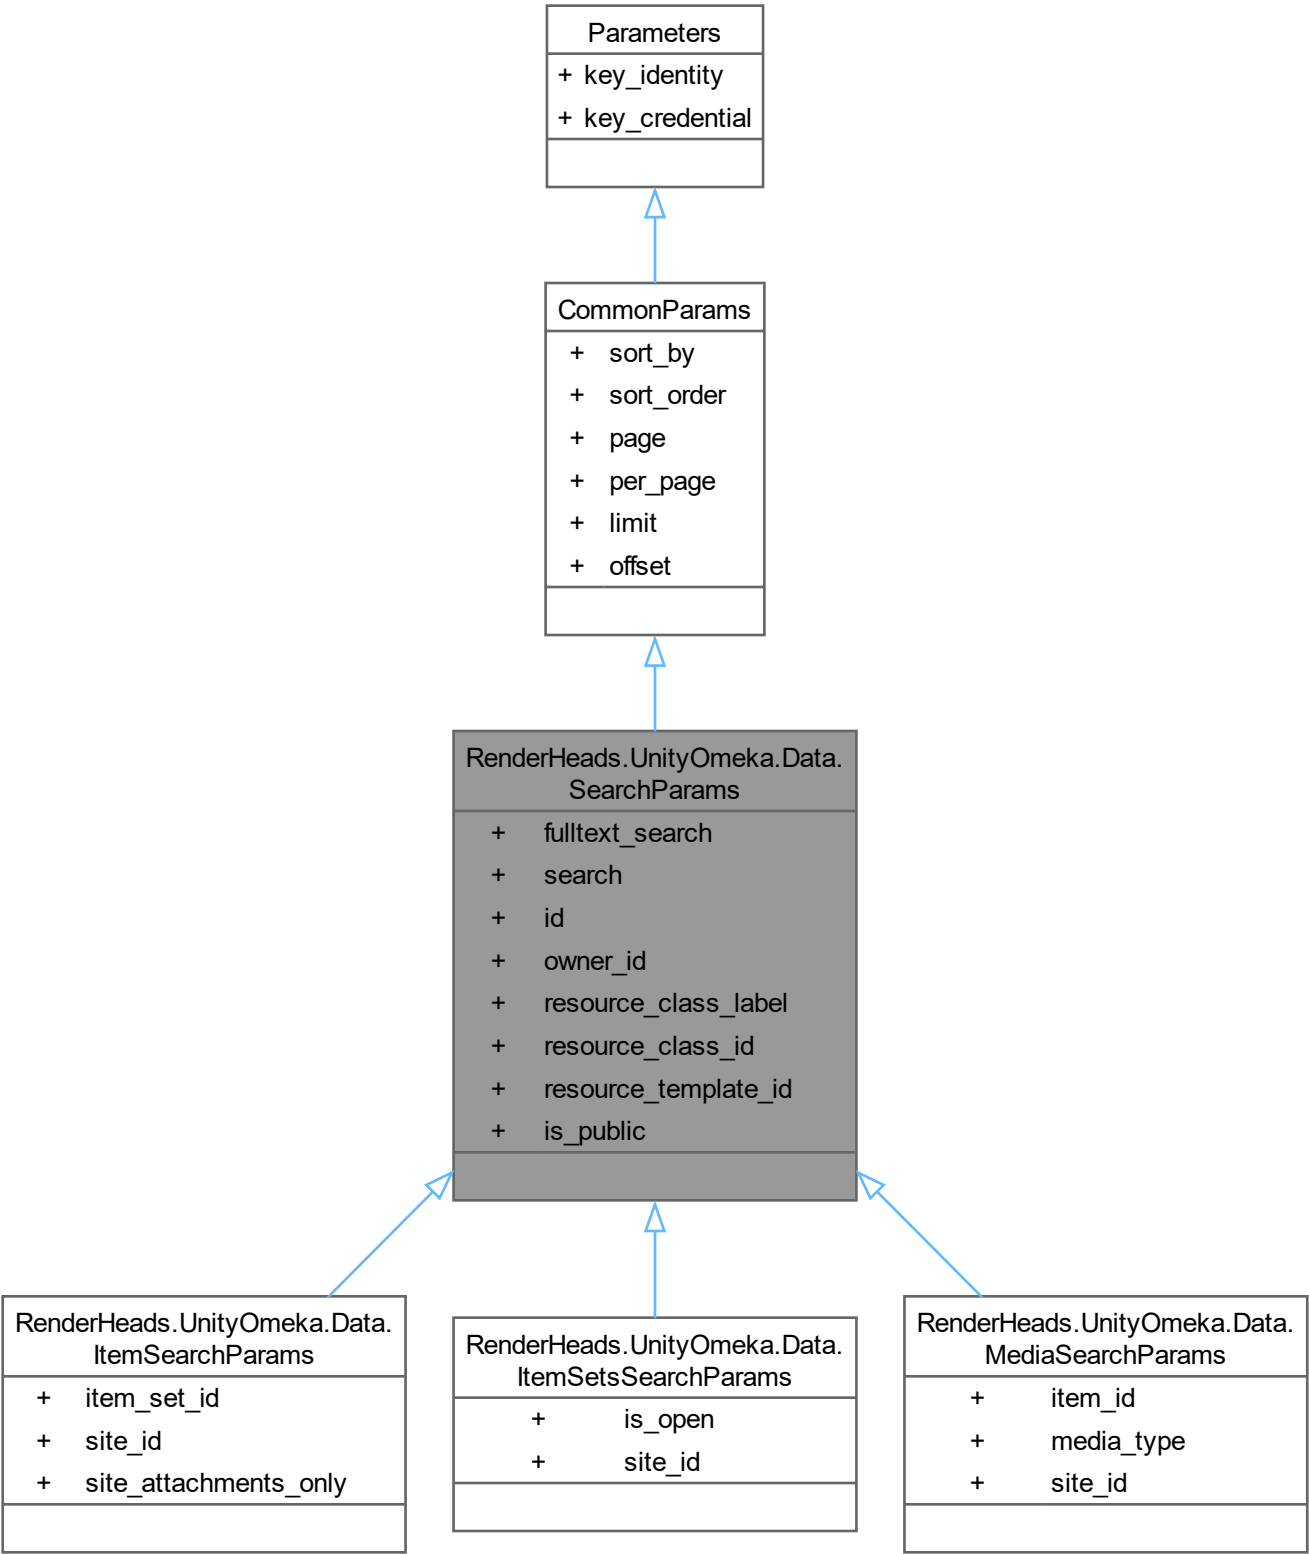 Parameters
+ key_identity
+ key_credential
CommonParams
+ sort_by
+ sort_order
+ page
+ per_page
+ limit
+ offset
RenderHeads.UnityOmeka.Data.
SearchParams
+ fulltext_search
+ search
+ id
+ owner_id
+ resource_class_label
+ resource_class_id
+ resource_template_id
+ is_public
RenderHeads.UnityOmeka.Data.
ItemSearchParams
+ item_set_id
+ site_id
+ site_attachments_only
RenderHeads.UnityOmeka.Data.
ItemSetsSearchParams
+ is_open
+ site_id
RenderHeads.UnityOmeka.Data.
MediaSearchParams
+ item_id
+ media_type
+ site_id